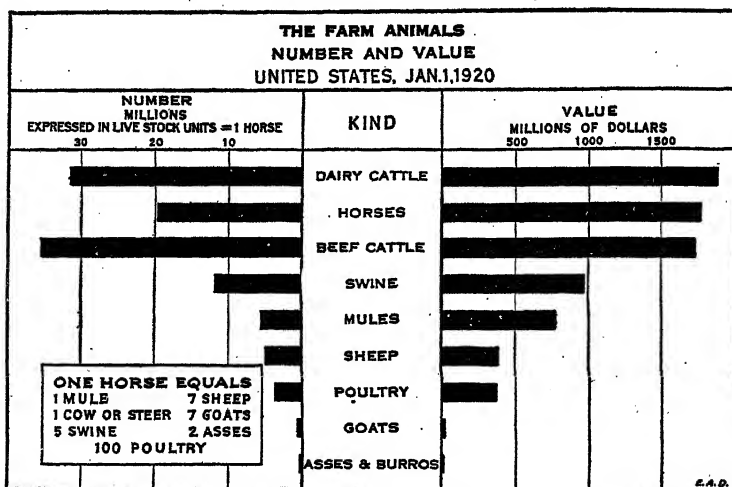 THE FARM ANIMALS
NUMBER AND VALUE
UNITED STATES, JAN.1,1920
NUMBER
MILLIONS
EXPRESSED IN LIVE STOCK UNITS = 1 HORSE
30 20 10
KIND
VALUE
MILLIONS OF DOLLARS
500 1000 1500
DAIRY CATTLE
HORSES
BEEF CATTLE
SWINE
MULES
SHEEP
POULTRY
GOATS
ASSES & BURROS
ONE HORSE EQUALS
1 MULE 7 SHEEP
1 COW OR STEER 7 GOATS
5 SWINE 2 ASSES
100 POULTRY